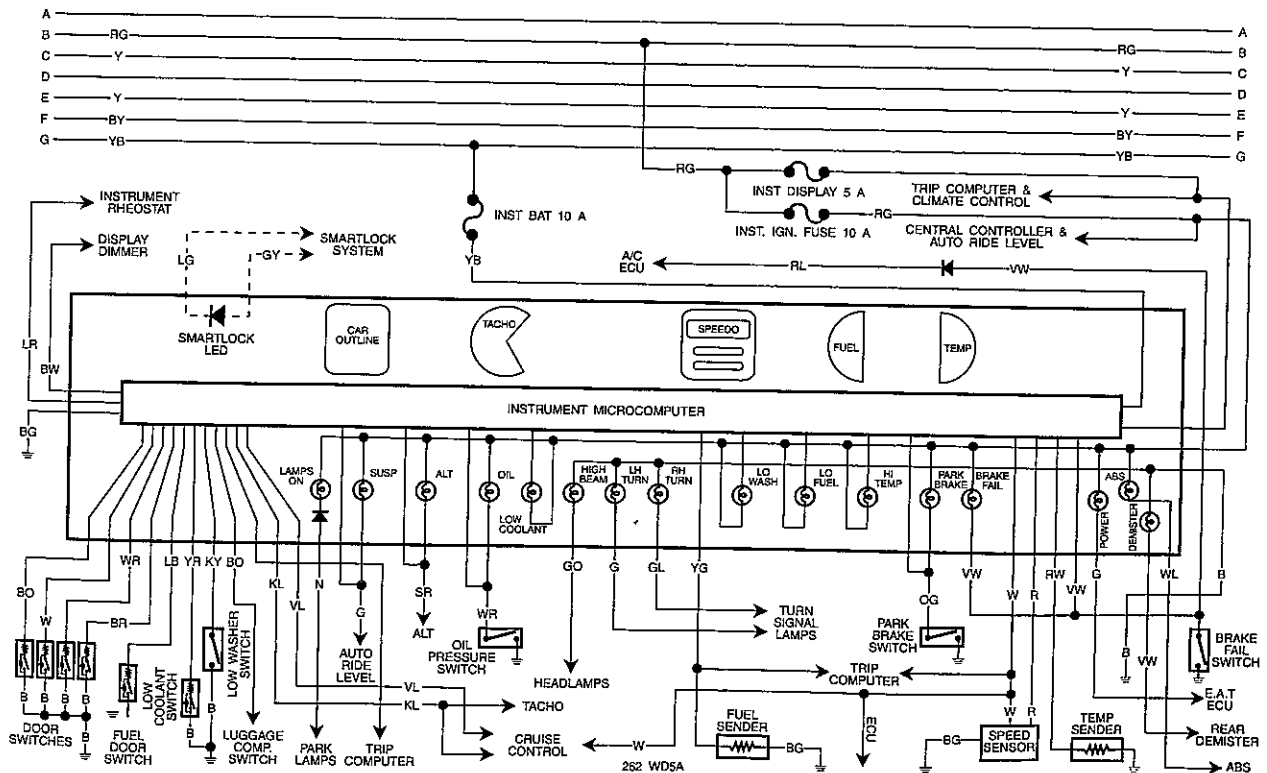 A A
B RG RG B
C Y Y C
D D
E Y Y E
F BY BY F
G YB YB G
RG
INST DISPLAY 5 A
TRIP COMPUTER &
CLIMATE CONTROL
INSTRUMENT
RHEOSTAT
INST BAT 10 A
INST. IGN. FUSE 10 A
RG
CENTRAL CONTROLLER &
AUTO RIDE LEVEL
DISPLAY
DIMMER
LG
GY
SMARTLOCK
SYSTEM
YB
A/C
ECU
RL
VW
SMARTLOCK
LED
CAR
OUTLINE
TACHO
SPEEDO
FUEL
TEMP
LR
BW
BG
INSTRUMENT MICROCOMPUTER
LAMPS
ON
SUSP
ALT
OIL
LOW
COOLANT
HIGH
BEAM
LH
TURN
RH
TURN
LO
WASH
LO
FUEL
HI
TEMP
PARK
BRAKE
BRAKE
FAIL
POWER
ABS
DEMISTER
BO
W
WR
BR
LB
YR
KY
BO
KL
VL
N
G
SR
WR
GO
G
GL
YG
OG
VW
W
R
RW
VW
G
VW
WL
B
B
ALT
AUTO
RIDE
LEVEL
OIL
PRESSURE
SWITCH
TURN
SIGNAL
LAMPS
PARK
BRAKE
SWITCH
BRAKE
FAIL
SWITCH
LOW WASHER
SWITCH
LOW
COOLANT
SWITCH
HEADLAMPS
TRIP
COMPUTER
E.A.T
ECU
VL
KL
TACHO
B B B B
B
B
B
DOOR
SWITCHES
FUEL
DOOR
SWITCH
LUGGAGE
COMP.
SWITCH
PARK
LAMPS
TRIP
COMPUTER
CRUISE
CONTROL
W
262 WD5A
FUEL
SENDER
BG
ECU
BG
W
R
SPEED
SENSOR
TEMP
SENDER
REAR
DEMISTER
ABS